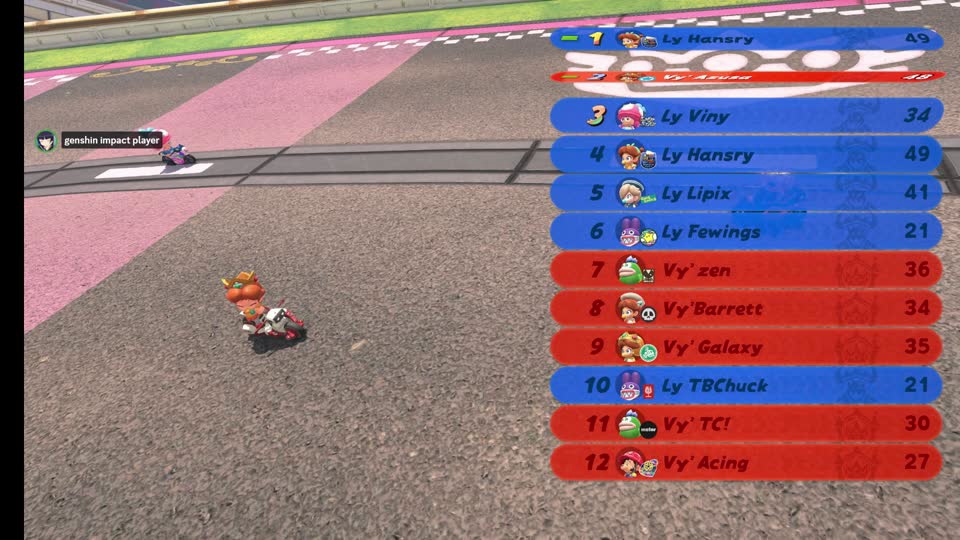 genshin impact player
1 Ly Hansry 49
2 Vy' Azusa 48
3 Ly Viny 34
4 Ly Hansry 49
5 Ly Lipix 41
6 Ly Fewings 21
7 Vy' zen 36
8 Vy'Barrett 34
9 Vy' Galaxy 35
10 Ly TBChuck 21
11 Vy' TC! 30
12 Vy' Acing 27